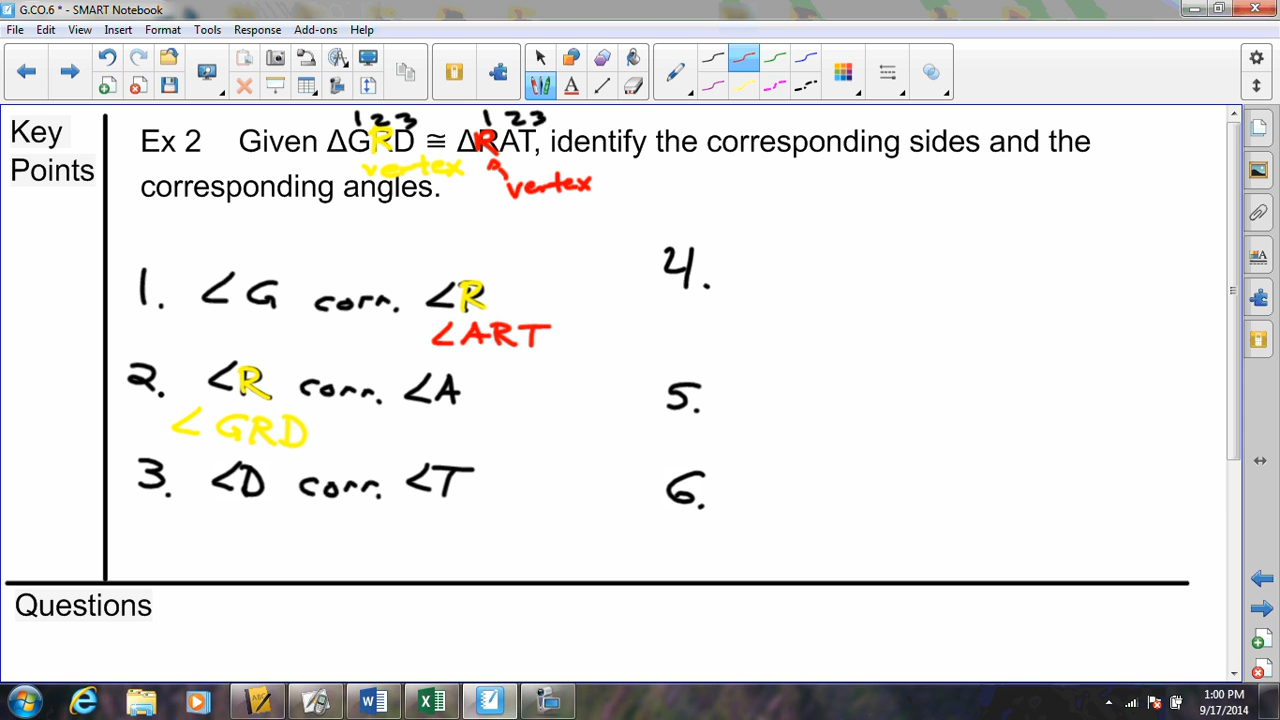 G.CO.6 * - SMART Notebook
File Edit View Insert Format Tools Add-ons Help
Key Points
1 2 3 1 2 3
Ex 2 Given ΔGRD ≅ ΔRAT, identify the corresponding sides and the
vertex
vertex
corresponding angles.
1. ∠G corr. ∠R
∠ART
2. ∠R corr. ∠A
∠GRD
3. ∠D corr. ∠T
4.
5.
6.
Questions
1:00 PM
9/17/2014